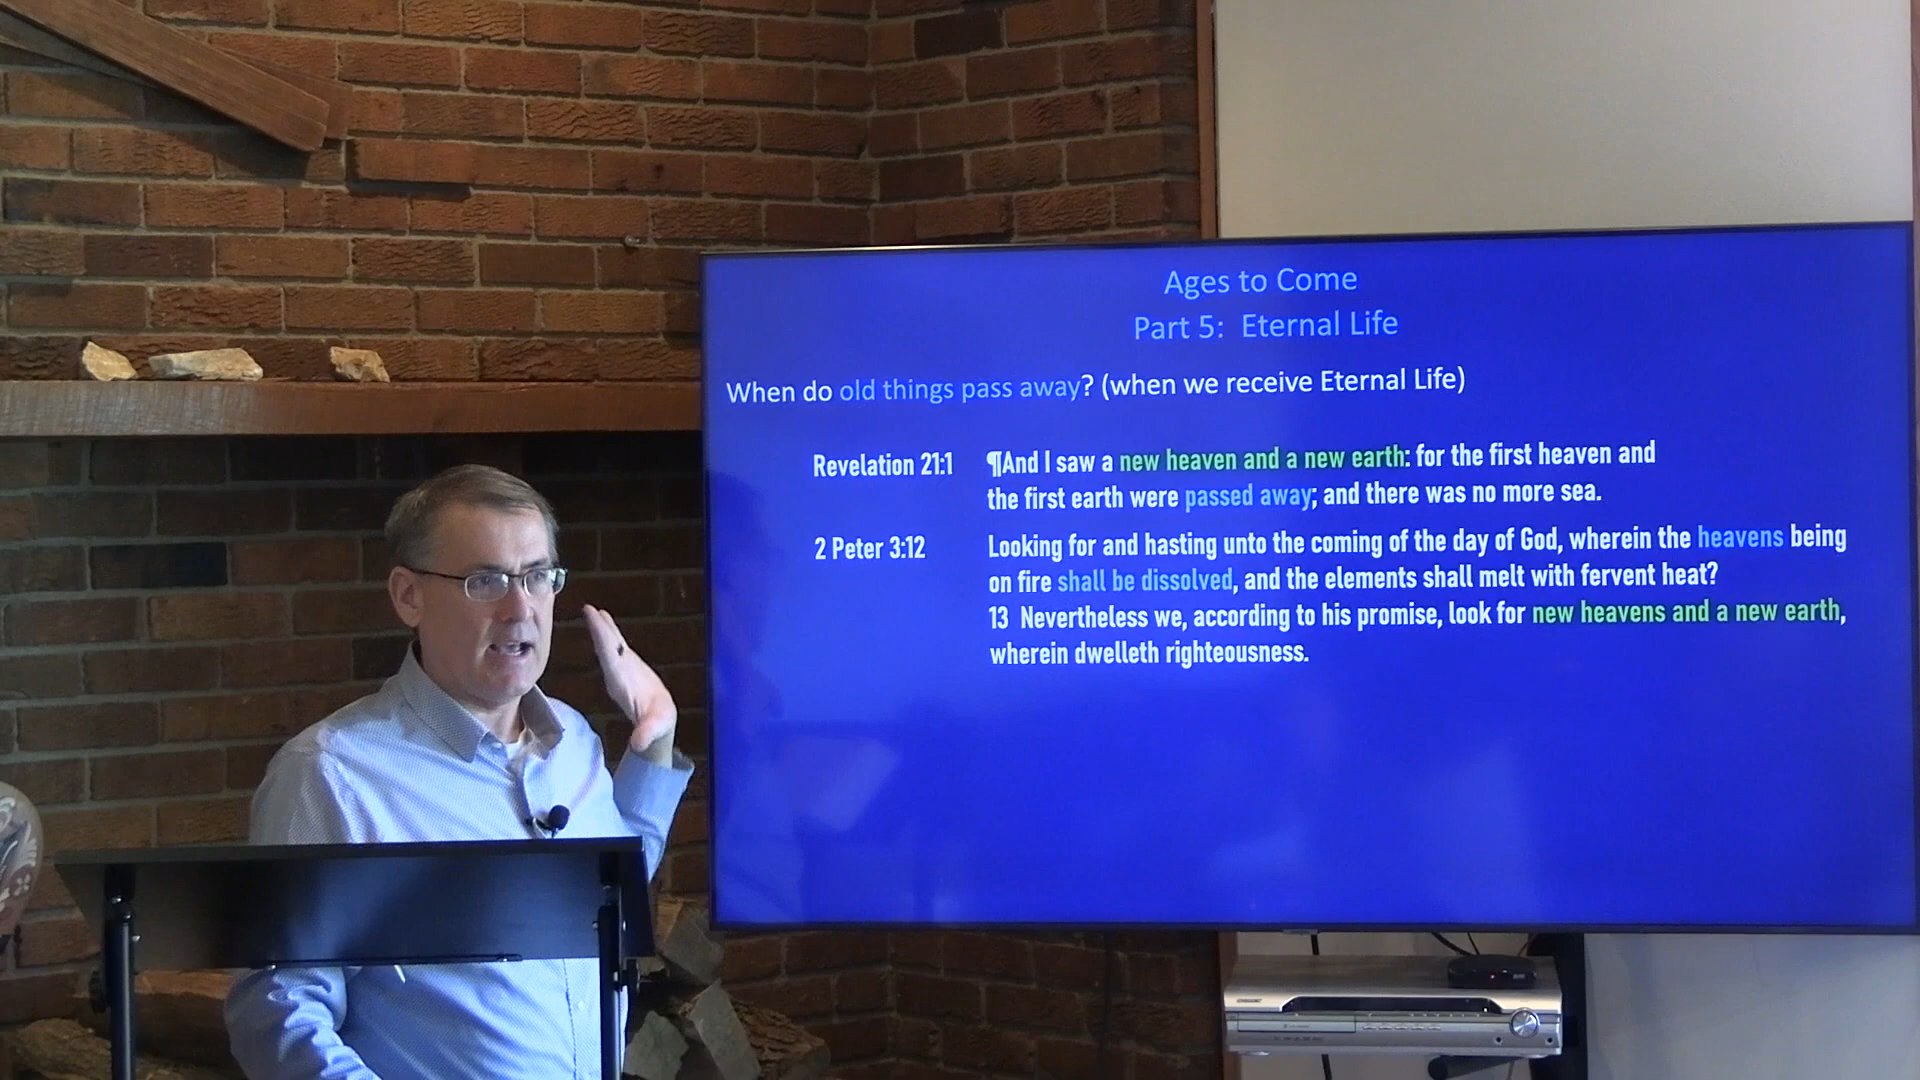 Ages to Come
Part 5: Eternal Life
When do old things pass away? (when we receive Eternal Life)
Revelation 21:1 ¶And I saw a new heaven and a new earth: for the first heaven and
the first earth were passed away; and there was no more sea.
2 Peter 3:12 Looking for and hasting unto the coming of the day of God, wherein the heavens being
on fire shall be dissolved, and the elements shall melt with fervent heat?
13 Nevertheless we, according to his promise, look for new heavens and a new earth,
wherein dwelleth righteousness.